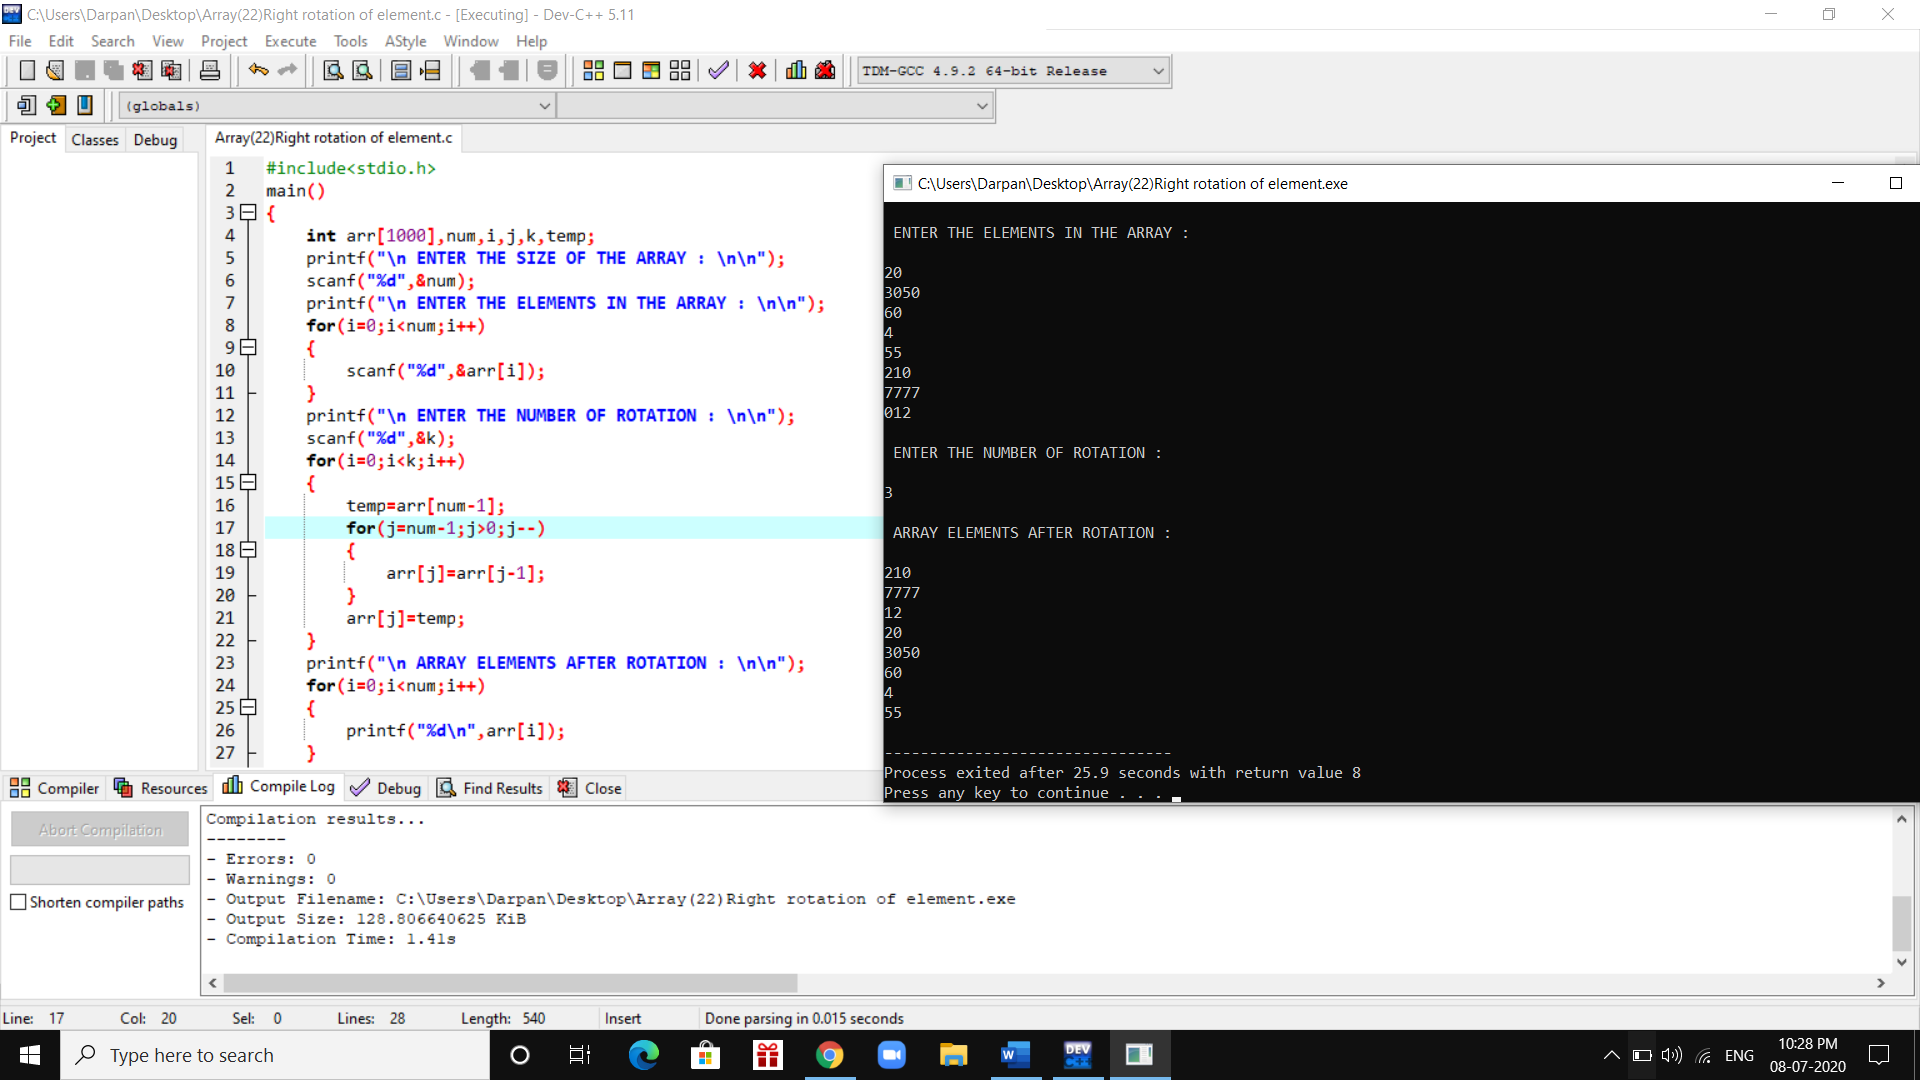 C:\Users\Darpan\Desktop\Array(22)Right rotation of element.c - [Executing] - Dev-C++ 5.11
File Edit Search View Project Execute Tools AStyle Window Help
TDM-GCC 4.9.2 64-bit Release
(globals)
Project Classes Debug
Array(22)Right rotation of element.c
1 #include<stdio.h>
2 main()
3 {
4 int arr[1000],num,i,j,k,temp;
5 printf("\n ENTER THE SIZE OF THE ARRAY : \n\n");
6 scanf("%d",&num);
7 printf("\n ENTER THE ELEMENTS IN THE ARRAY : \n\n");
8 for(i=0;i<num;i++)
9 {
10 scanf("%d",&arr[i]);
11 }
12 printf("\n ENTER THE NUMBER OF ROTATION : \n\n");
13 scanf("%d",&k);
14 for(i=0;i<k;i++)
15 {
16 temp=arr[num-1];
17 for(j=num-1;j>0;j--)
18 {
19 arr[j]=arr[j-1];
20 }
21 arr[j]=temp;
22 }
23 printf("\n ARRAY ELEMENTS AFTER ROTATION : \n\n");
24 for(i=0;i<num;i++)
25 {
26 printf("%d\n",arr[i]);
27 }
C:\Users\Darpan\Desktop\Array(22)Right rotation of element.exe
ENTER THE ELEMENTS IN THE ARRAY :
20
3050
60
4
55
210
7777
012
ENTER THE NUMBER OF ROTATION :
3
ARRAY ELEMENTS AFTER ROTATION :
210
7777
12
20
3050
60
4
55
--------------------------------
Process exited after 25.9 seconds with return value 8
Press any key to continue . . .
Compiler Resources Compile Log Debug Find Results Close
Abort Compilation
Shorten compiler paths
Compilation results...
--------
- Errors: 0
- Warnings: 0
- Output Filename: C:\Users\Darpan\Desktop\Array(22)Right rotation of element.exe
- Output Size: 128.806640625 KiB
- Compilation Time: 1.41s
Line: 17 Col: 20 Sel: 0 Lines: 28 Length: 540 Insert Done parsing in 0.015 seconds
Type here to search
DEV C++
ENG
10:28 PM
08-07-2020